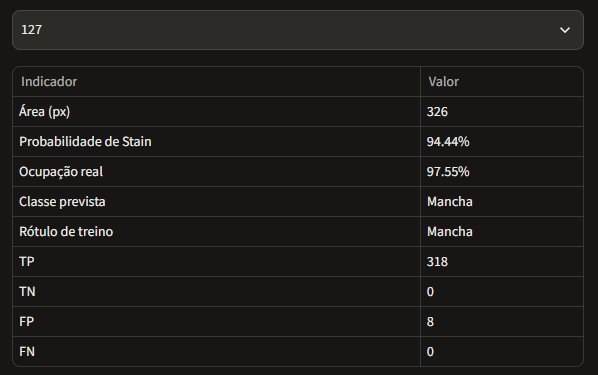 127
Indicador Valor
Área (px) 326
Probabilidade de Stain 94.44%
Ocupação real 97.55%
Classe prevista Mancha
Rótulo de treino Mancha
TP 318
TN 0
FP 8
FN 0